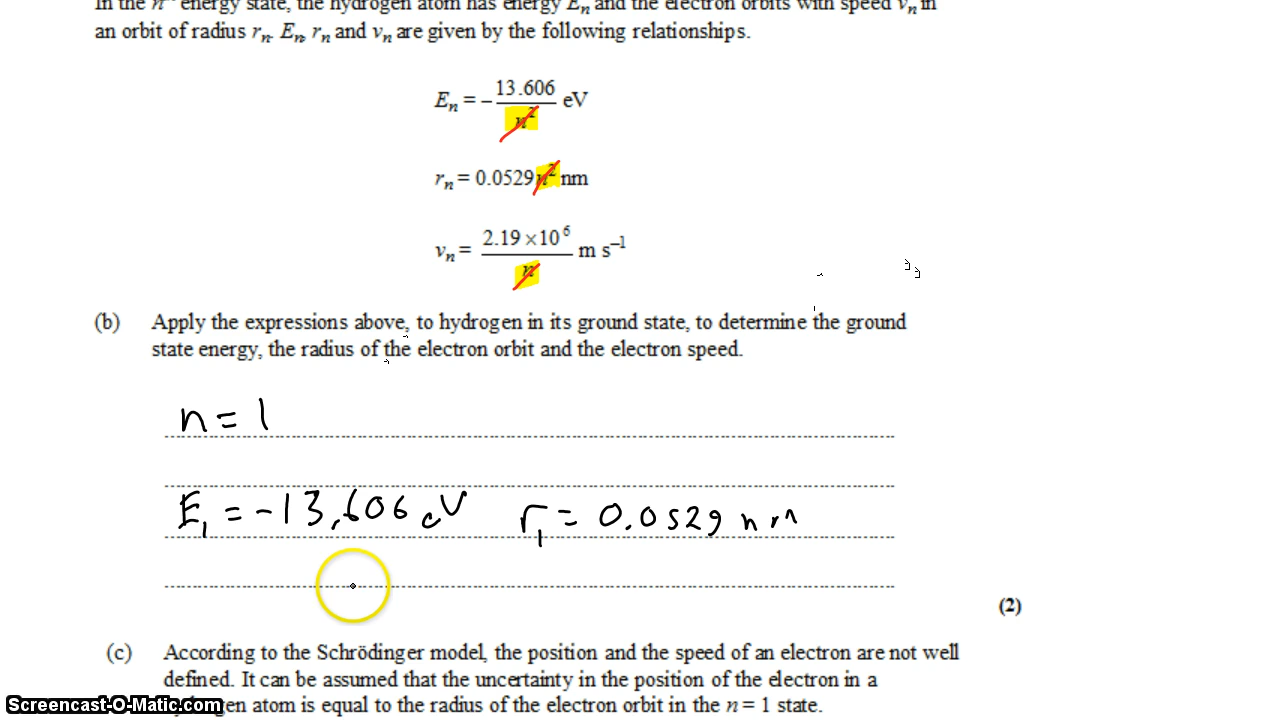 In the nth energy state, the hydrogen atom has energy En and the electron orbits with speed vn in
an orbit of radius rn. En, rn and vn are given by the following relationships.
En = − 13.606 / n² eV
rn = 0.0529 n² nm
vn = 2.19 ×10⁶ / n m s⁻¹
(b) Apply the expressions above, to hydrogen in its ground state, to determine the ground
state energy, the radius of the electron orbit and the electron speed.
n = 1
E₁ = −13,606 eV r₁ = 0.0529 nm
(2)
(c) According to the Schrödinger model, the position and the speed of an electron are not well
defined. It can be assumed that the uncertainty in the position of the electron in a
gen atom is equal to the radius of the electron orbit in the n = 1 state.
Screencast-O-Matic.com